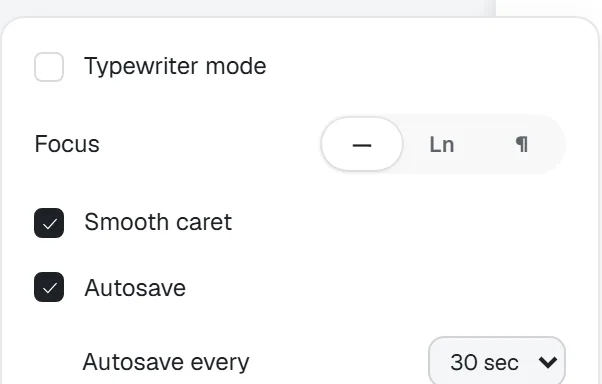 Typewriter mode
Focus — Ln ¶
Smooth caret
Autosave
Autosave every 30 sec